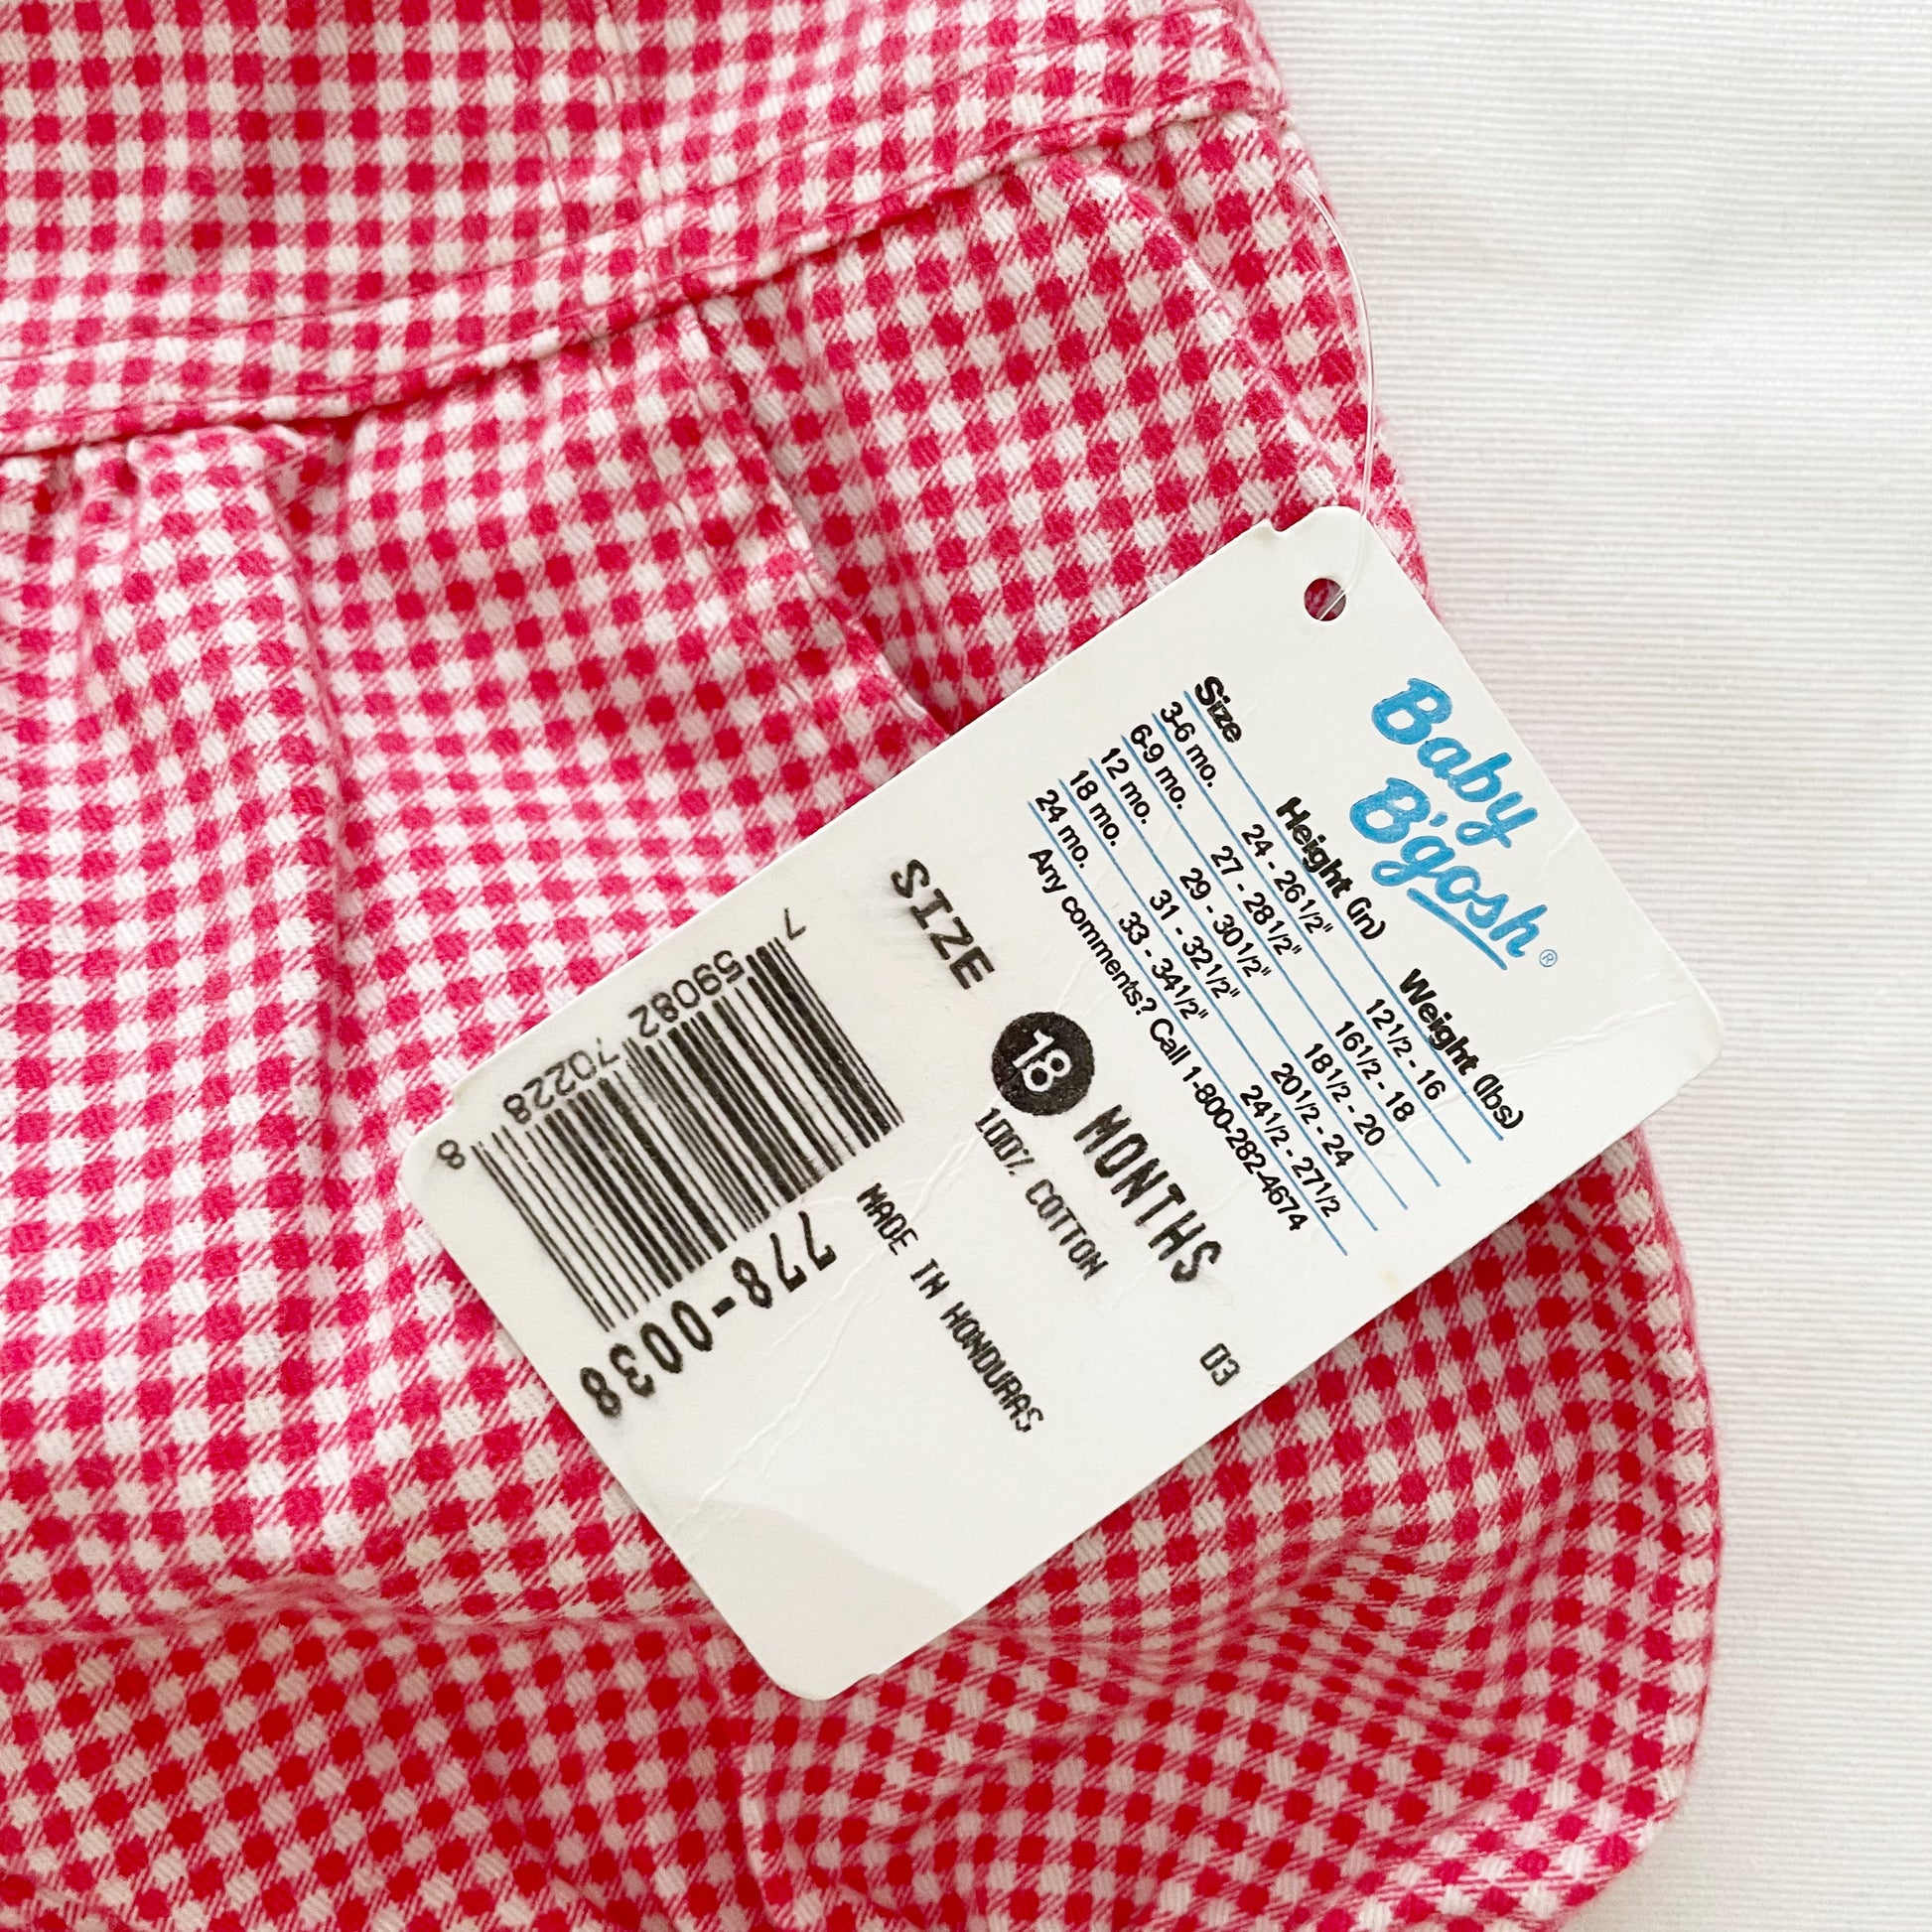 Baby
B'gosh®
Size Height (in) Weight (lbs)
3-6 mo. 24 - 26 1/2" 12 1/2 - 16
6-9 mo. 27 - 28 1/2" 16 1/2 - 18
12 mo. 29 - 30 1/2" 18 1/2 - 20
18 mo. 31 - 32 1/2" 20 1/2 - 24
24 mo. 33 - 34 1/2" 24 1/2 - 27 1/2
Any comments? Call 1-800-282-4674
SIZE 18 MONTHS 03
100% COTTON
MADE IN HONDURAS
7 59082 70228 8
778-0038